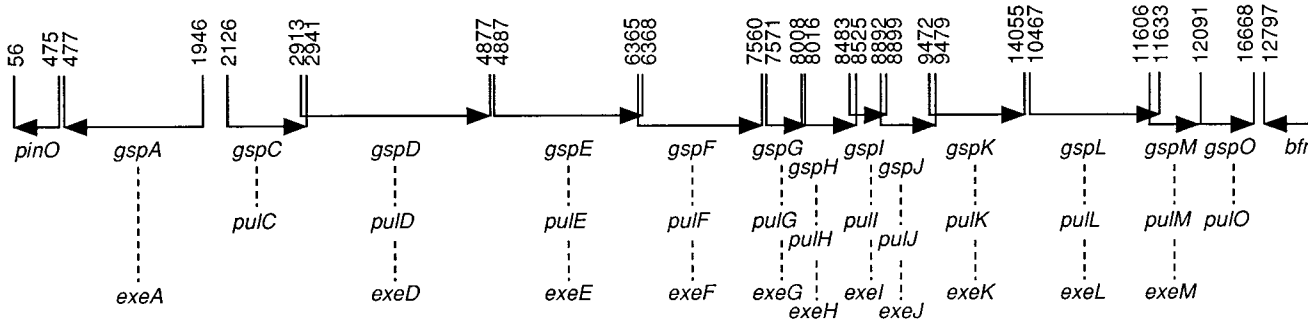 56 475 477 1946 2126 2913 2941 4877 4887 6365 6368 7560 7571 8008 8016 8483 8525 8892 8899 9472 9479 14055 10467 11606 11633 12091 16668 12797
pinO gspA gspC gspD gspE gspF gspG gspI gspK gspL gspM gspO bfr
gspH gspJ
pulC pulD pulE pulF pulG pulI pulK pulL pulM pulO
pulH pulJ
exeA exeD exeE exeF exeG exeI exeK exeL exeM
exeH exeJ